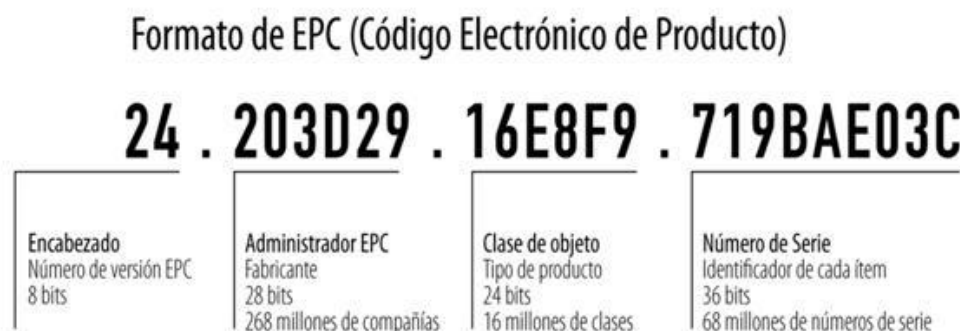 Formato de EPC (Código Electrónico de Producto)
24 . 203D29 . 16E8F9 . 719BAE03C
Encabezado
Número de versión EPC
8 bits
Administrador EPC
Fabricante
28 bits
268 millones de compañías
Clase de objeto
Tipo de producto
24 bits
16 millones de clases
Número de Serie
Identificador de cada ítem
36 bits
68 millones de números de serie